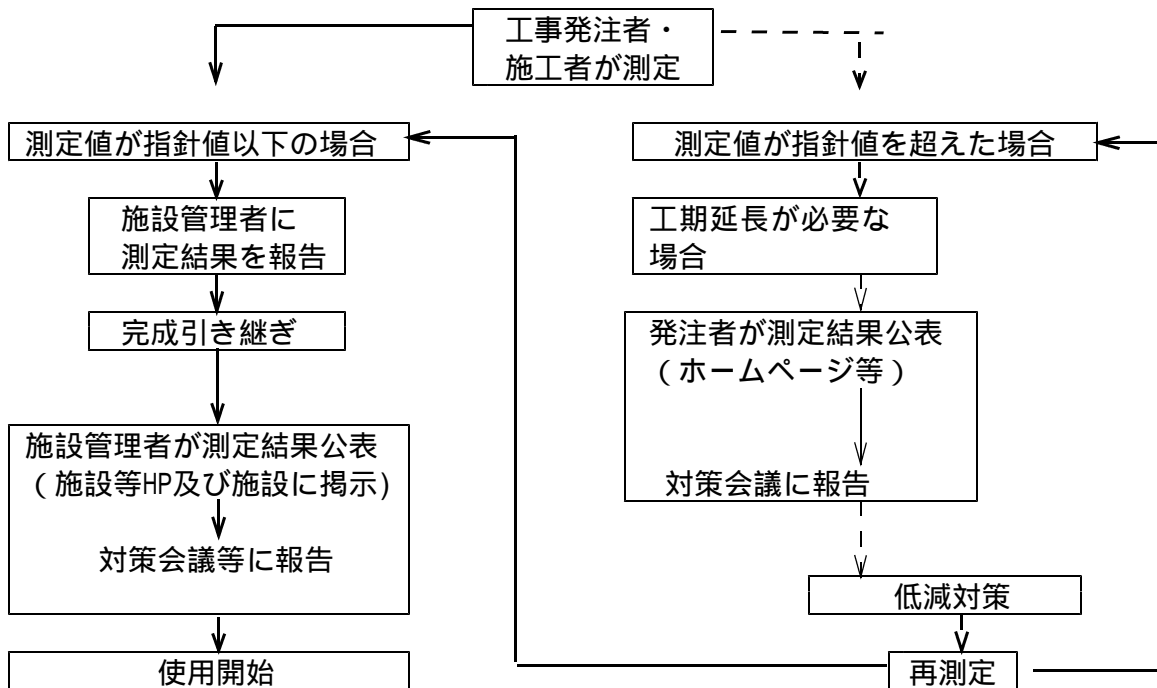 工事発注者・
施工者が測定
測定値が指針値以下の場合
施設管理者に
測定結果を報告
完成引き継ぎ
施設管理者が測定結果公表
（施設等HP及び施設に掲示)
対策会議等に報告
使用開始
測定値が指針値を超えた場合
工期延長が必要な
場合
発注者が測定結果公表
（ホームページ等）
対策会議に報告
低減対策
再測定